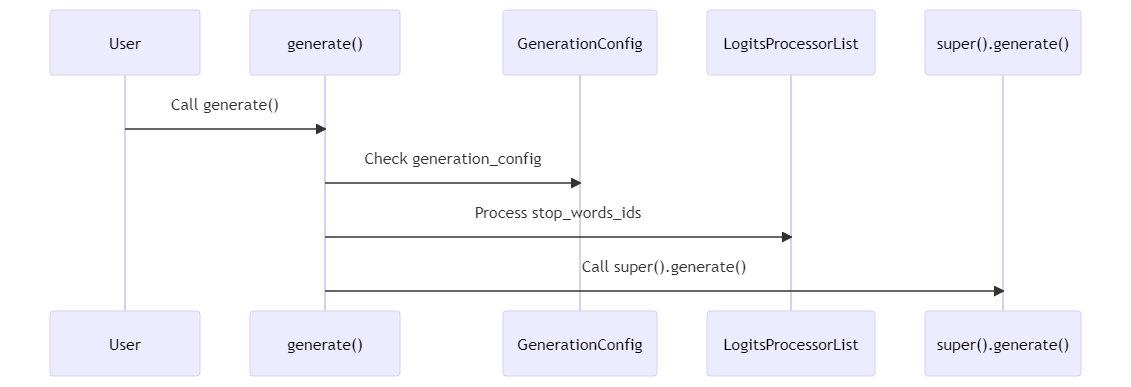 User
generate()
GenerationConfig
LogitsProcessorList
super().generate()
Call generate()
Check generation_config
Process stop_words_ids
Call super().generate()
User
generate()
GenerationConfig
LogitsProcessorList
super().generate()